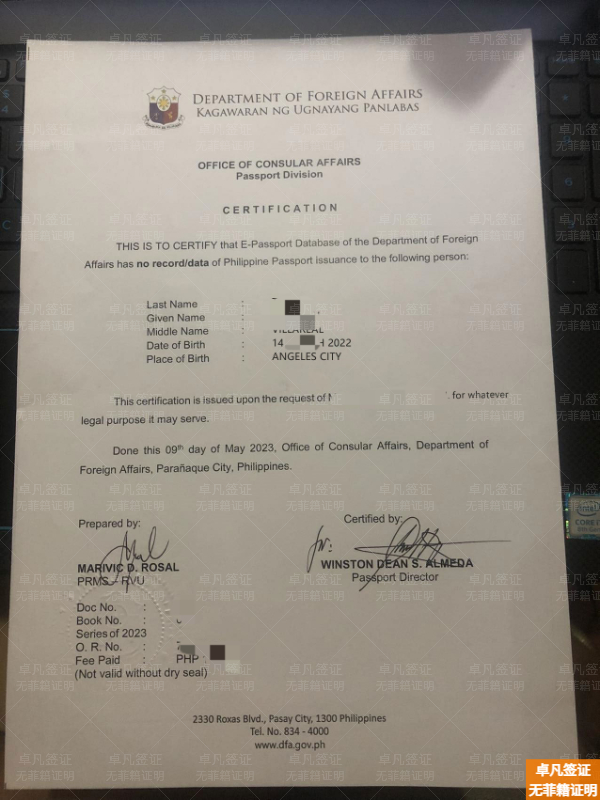 DEPARTMENT OF FOREIGN AFFAIRS
KAGAWARAN NG UGNAYANG PANLABAS
OFFICE OF CONSULAR AFFAIRS
Passport Division
CERTIFICATION
THIS IS TO CERTIFY that E-Passport Database of the Department of Foreign
Affairs has no record/data of Philippine Passport issuance to the following person:
Last Name :
Given Name :
Middle Name : VILLAREAL
Date of Birth : 14 H 2022
Place of Birth : ANGELES CITY
This certification is issued upon the request of for whatever
legal purpose it may serve.
Done this 09th day of May 2023, Office of Consular Affairs, Department of
Foreign Affairs, Parañaque City, Philippines.
Prepared by:
MARIVIC D. ROSAL
PRMS – RVU
Certified by:
for:
WINSTON DEAN S. ALMEDA
Passport Director
Doc No. :
Book No. :
Series of 2023
O. R. No. :
Fee Paid : PHP
(Not valid without dry seal)
2330 Roxas Blvd., Pasay City, 1300 Philippines
Tel. No. 834 - 4000
www.dfa.gov.ph
intel
CORE i7
卓凡签证
无菲籍证明